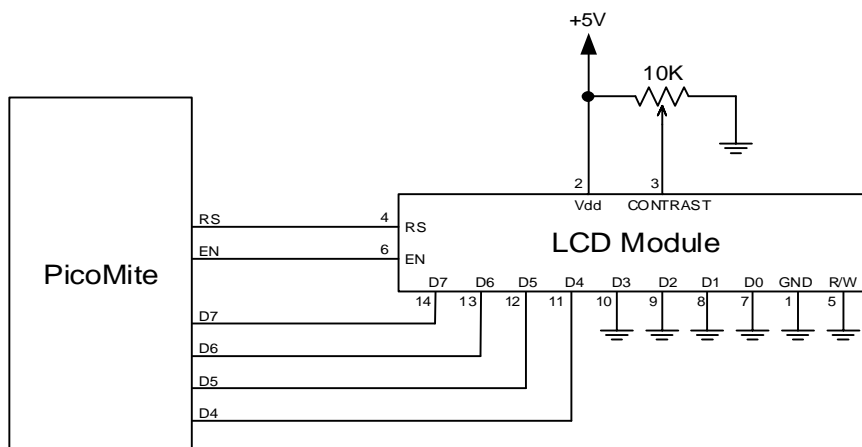 +5V
10K
2 3
Vdd CONTRAST
RS 4 RS
LCD Module
EN 6 EN
PicoMite
D7 D6 D5 D4 D3 D2 D1 D0 GND R/W
14 13 12 11 10 9 8 7 1 5
D7
D6
D5
D4